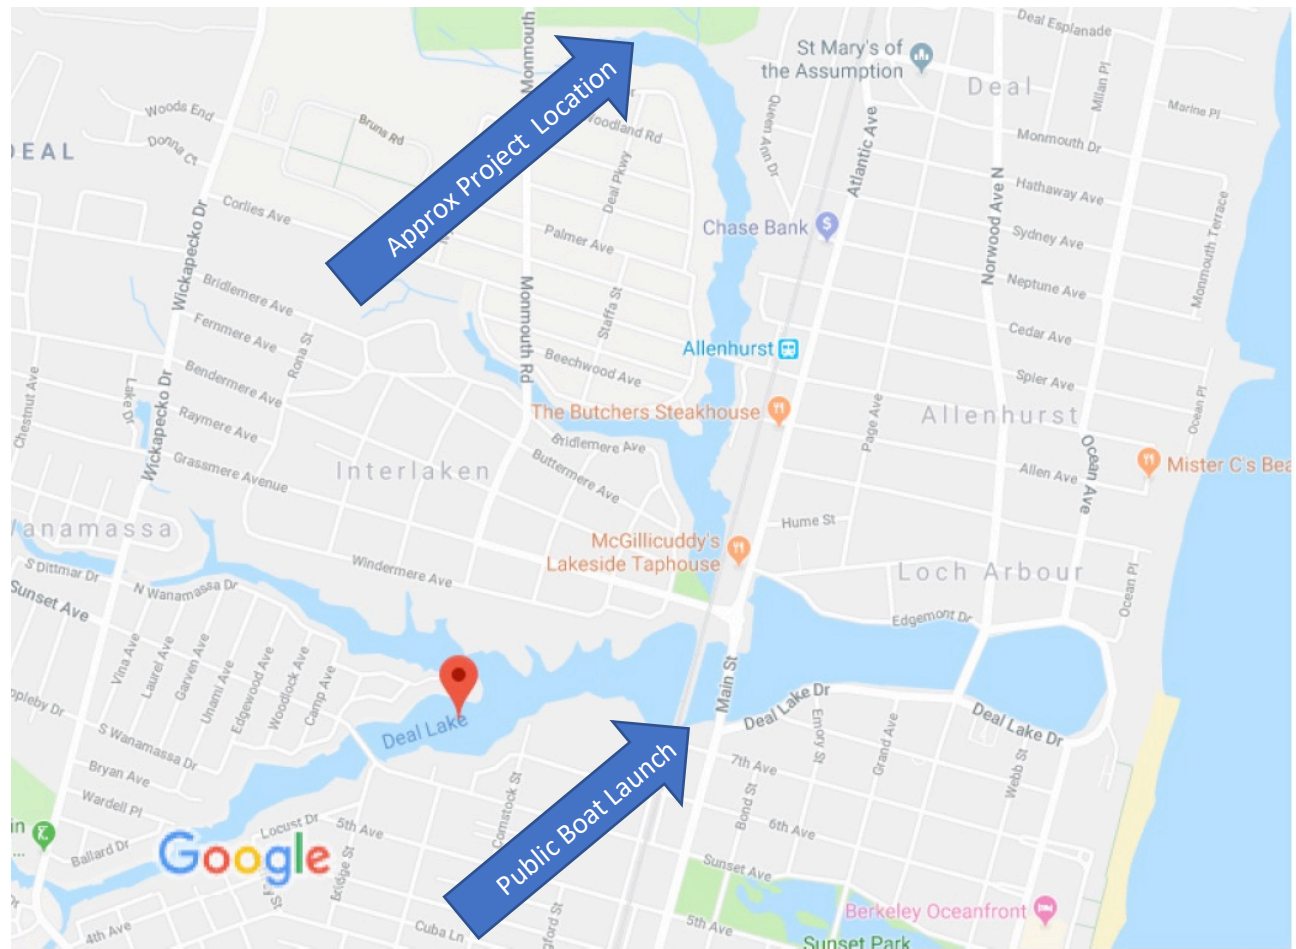 Monmouth
Deal Esplanade
St Mary's of
the Assumption
Deal
Milan Pl
Marine Pl
Woods End
Bruns Rd
Donna Ct
Approx Project Location
Woodland Rd
Queen Ann Dr
Atlantic Ave
Monmouth Dr
DEAL
Deal Pkwy
Hathaway Ave
Norwood Ave N
Corlies Ave
Palmer Ave
Chase Bank
Sydney Ave
Monmouth Terrace
Wickapecko Dr
Bridlemere Ave
Monmouth Rd
Staffa St
Neptune Ave
Fernmere Ave
Rona St
Cedar Ave
Allenhurst
Beechwood Ave
Spier Ave
Bendermere Ave
Lake Dr
Chestnut Ave
Wickapecko Dr
Raymere Ave
The Butchers Steakhouse
Page Ave
Allenhurst
Ocean Pl
Ocean Ave
Bridlemere Ave
Buttermere Ave
Grassmere Avenue
Interlaken
Allen Ave
Mister C's Bea
Hume St
Wanamassa
McGillicuddy's
Lakeside Taphouse
Windermere Ave
Loch Arbour
Ocean Pl
S Dittmar Dr
N Wanamassa Dr
Sunset Ave
Edgemont Dr
Vina Ave
Laurel Ave
Garven Ave
Unami Ave
Edgewood Ave
Woodlock Ave
Camp Ave
Main St
Deal Lake Dr
Appleby Dr
Deal Lake
Emory St
Grand Ave
Deal Lake Dr
Webb St
S Wanamassa Dr
Public Boat Launch
7th Ave
Bryan Ave
Bond St
Comstock St
Wardell Pl
Locust Dr
5th Ave
6th Ave
Ballard Dr
Google
Bridge St
Sunset Ave
Berkeley Oceanfront
4th Ave
Cuba Ln
5th Ave
Sunset Park